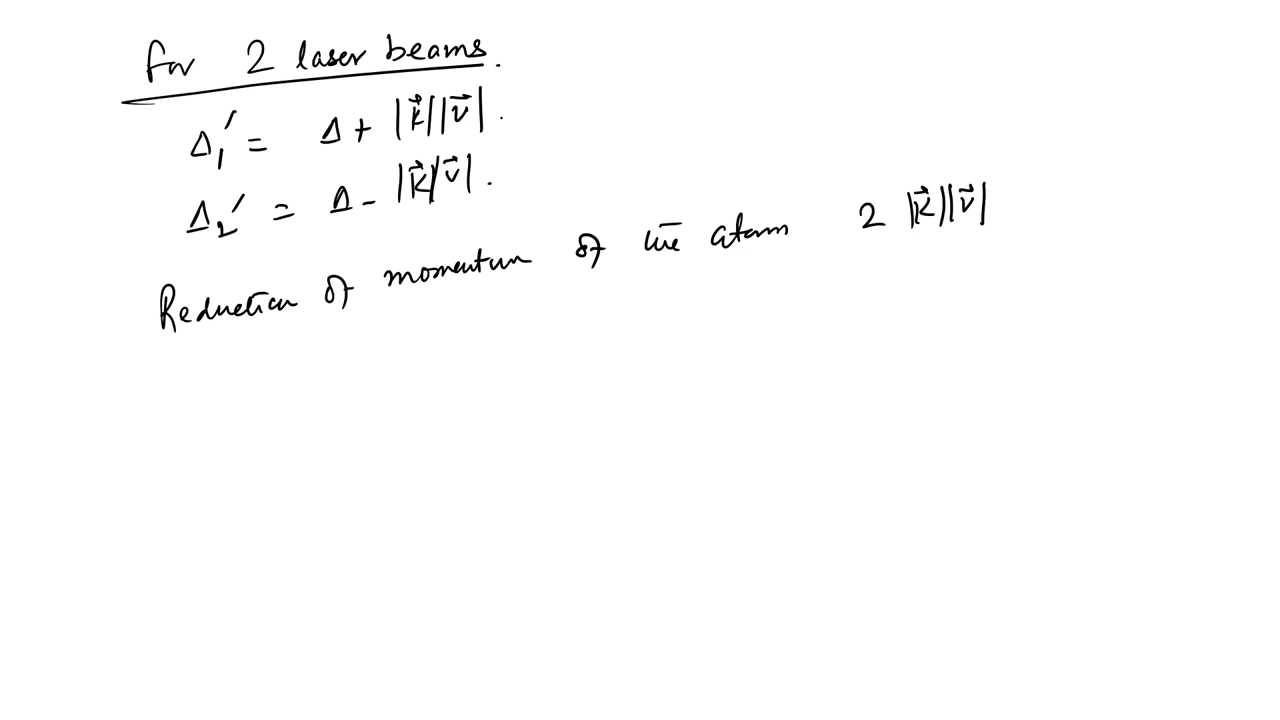 For 2 laser beams.
Δ₁′ = Δ + |k⃗||v⃗|.
Δ₂′ = Δ - |k⃗||v⃗|.
Reduction of momentum of the atom 2 |k⃗||v⃗|